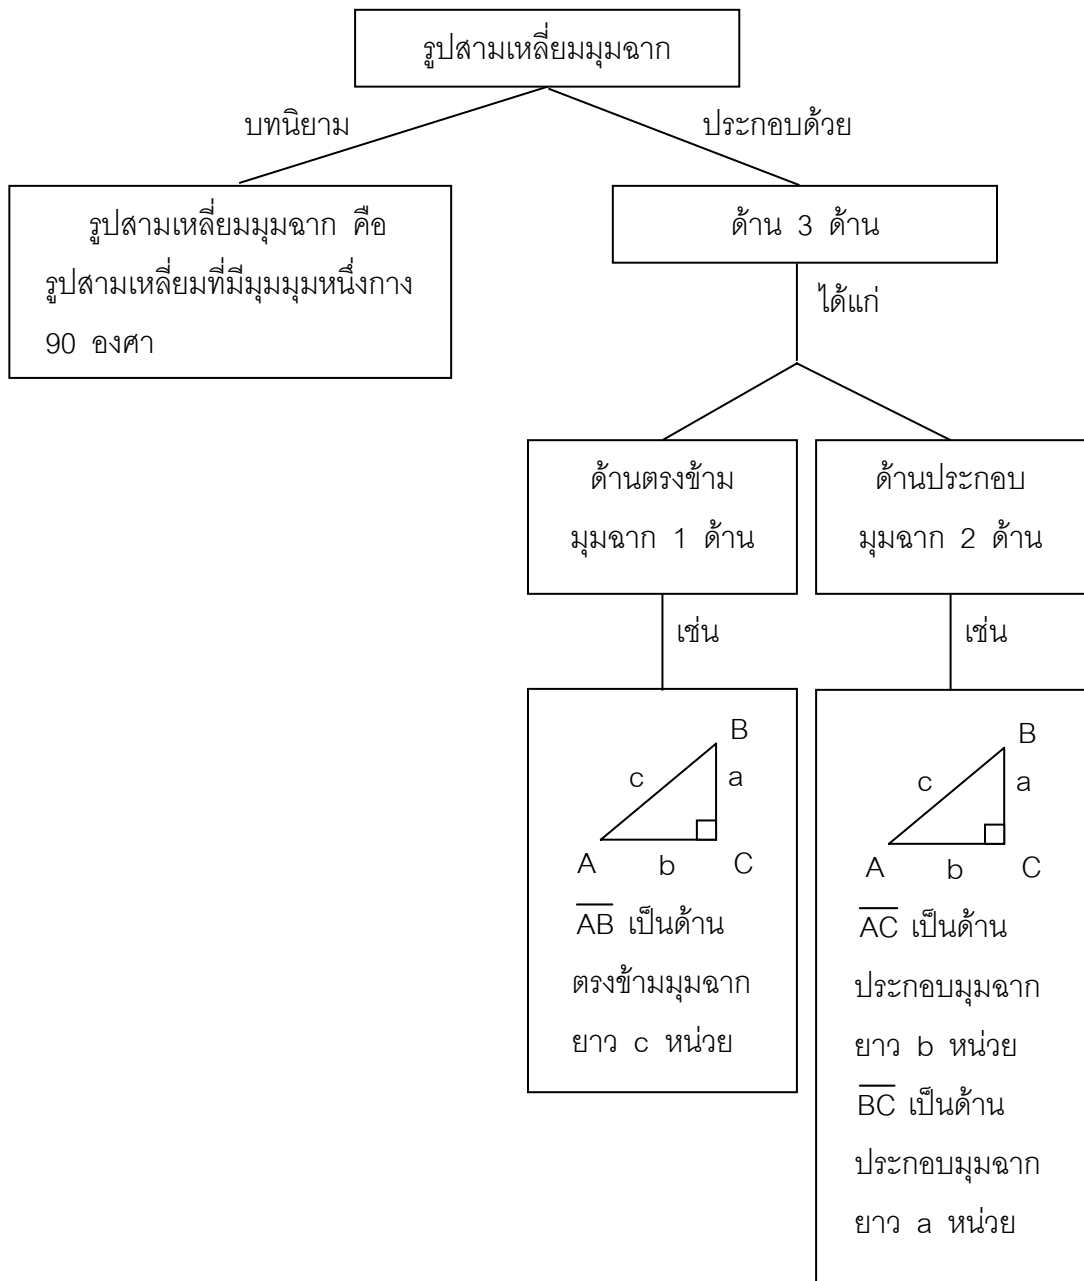 รูปสามเหลี่ยมมุมฉาก
บทนิยาม
ประกอบด้วย
รูปสามเหลี่ยมมุมฉาก คือ
รูปสามเหลี่ยมที่มีมุมมุมหนึ่งกาง
90 องศา
ด้าน 3 ด้าน
ได้แก่
ด้านตรงข้าม
มุมฉาก 1 ด้าน
ด้านประกอบ
มุมฉาก 2 ด้าน
เช่น
เช่น
B
c a
A b C
AB เป็นด้าน
ตรงข้ามมุมฉาก
ยาว c หน่วย
B
c a
A b C
AC เป็นด้าน
ประกอบมุมฉาก
ยาว b หน่วย
BC เป็นด้าน
ประกอบมุมฉาก
ยาว a หน่วย